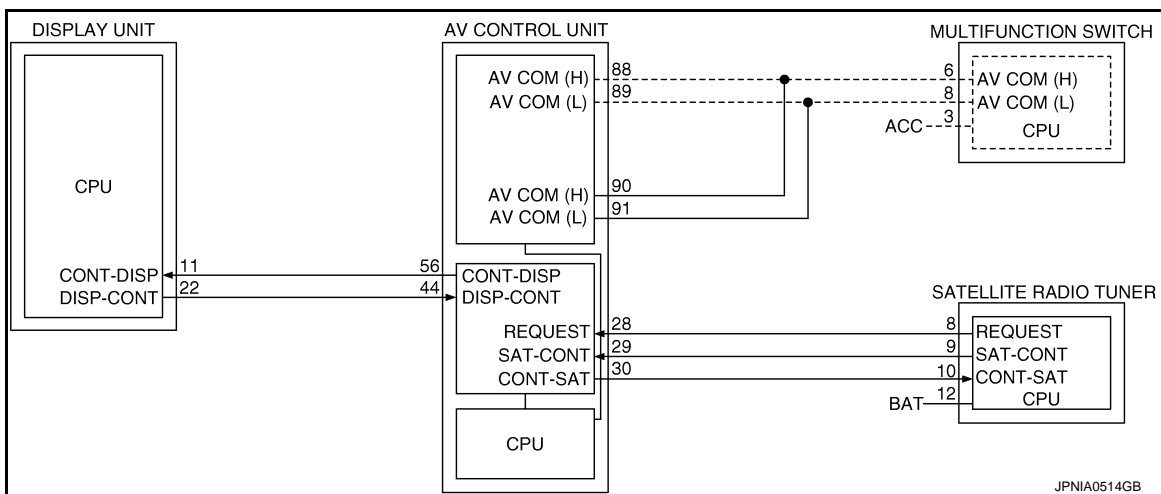 DISPLAY UNIT
CPU
CONT-DISP
DISP-CONT
11
22
56
44
AV CONTROL UNIT
AV COM (H)
AV COM (L)
88
89
AV COM (H)
AV COM (L)
90
91
CONT-DISP
DISP-CONT
REQUEST
SAT-CONT
CONT-SAT
28
29
30
CPU
MULTIFUNCTION SWITCH
6
8
3
AV COM (H)
AV COM (L)
CPU
ACC
SATELLITE RADIO TUNER
8
9
10
12
REQUEST
SAT-CONT
CONT-SAT
CPU
BAT
JPNIA0514GB